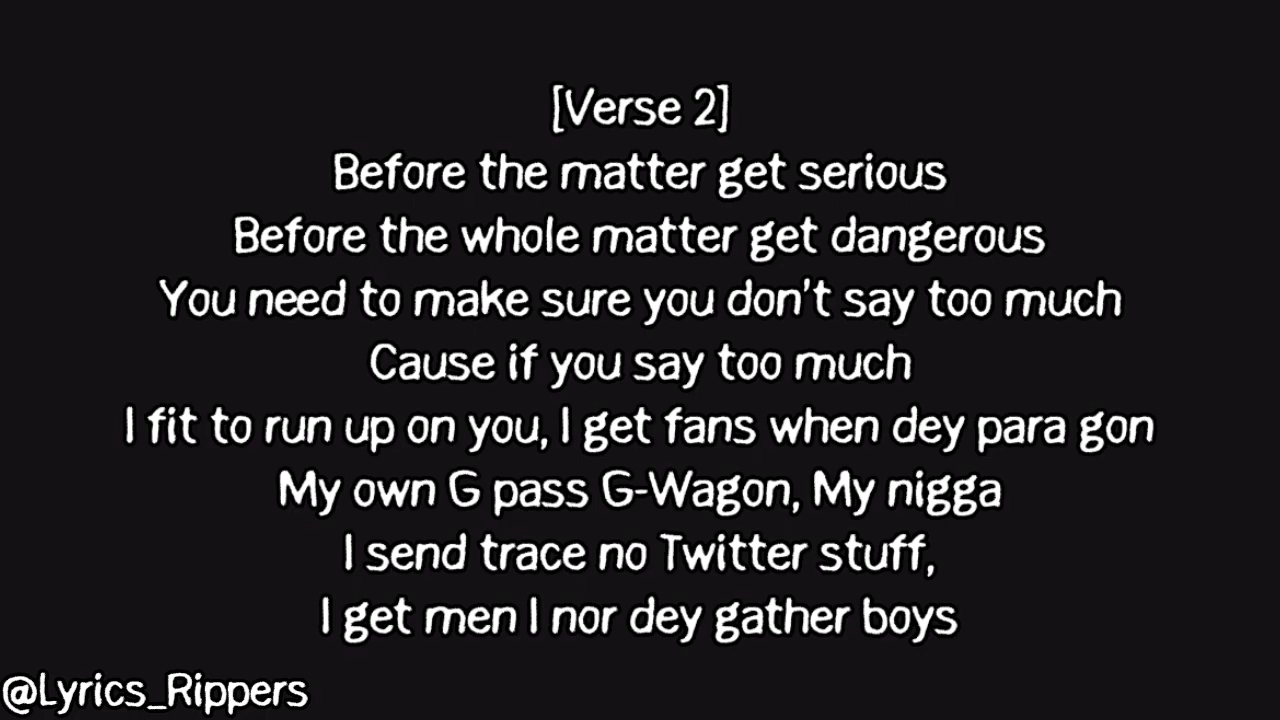 [Verse 2]
Before the matter get serious
Before the whole matter get dangerous
You need to make sure you don't say too much
Cause if you say too much
I fit to run up on you, I get fans when dey para gon
My own G pass G-Wagon, My nigga
I send trace no Twitter stuff,
I get men I nor dey gather boys
@Lyrics_Rippers